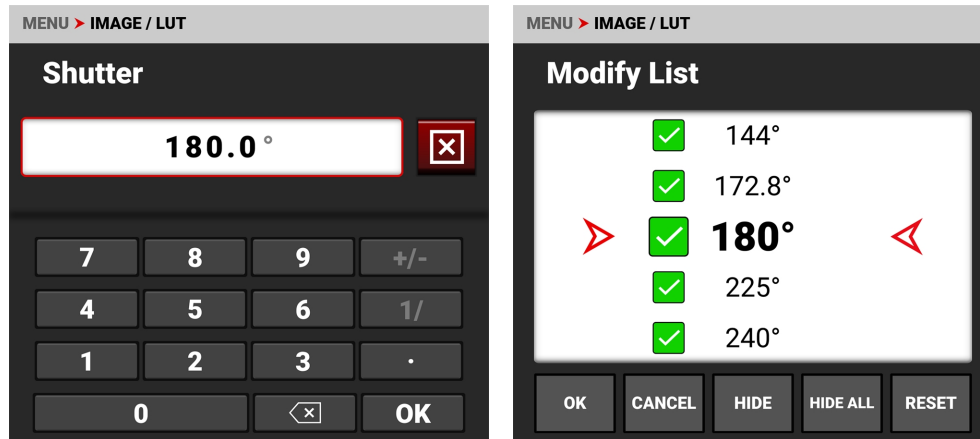 MENU ➤ IMAGE / LUT
Shutter
180.0°
7 8 9 +/-
4 5 6 1/
1 2 3 .
0 OK
MENU ➤ IMAGE / LUT
Modify List
144°
172.8°
180°
225°
240°
OK CANCEL HIDE HIDE ALL RESET